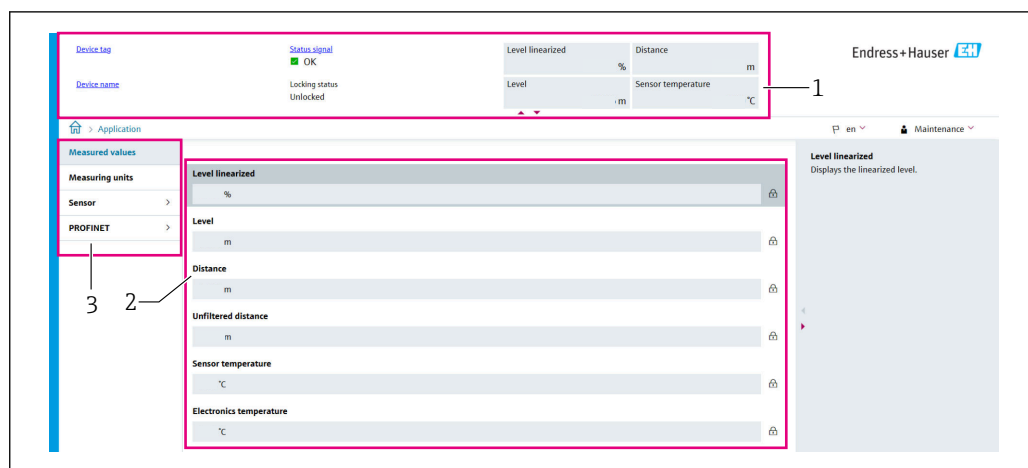 Device tag
Status signal
OK
Level linearized
%
Distance
m
Endress+Hauser EH
Device name
Locking status
Unlocked
Level
m
Sensor temperature
°C
1
> Application
en
Maintenance
Measured values
Measuring units
Sensor >
PROFINET >
3
2
Level linearized
%
Level
m
Distance
m
Unfiltered distance
m
Sensor temperature
°C
Electronics temperature
°C
Level linearized
Displays the linearized level.